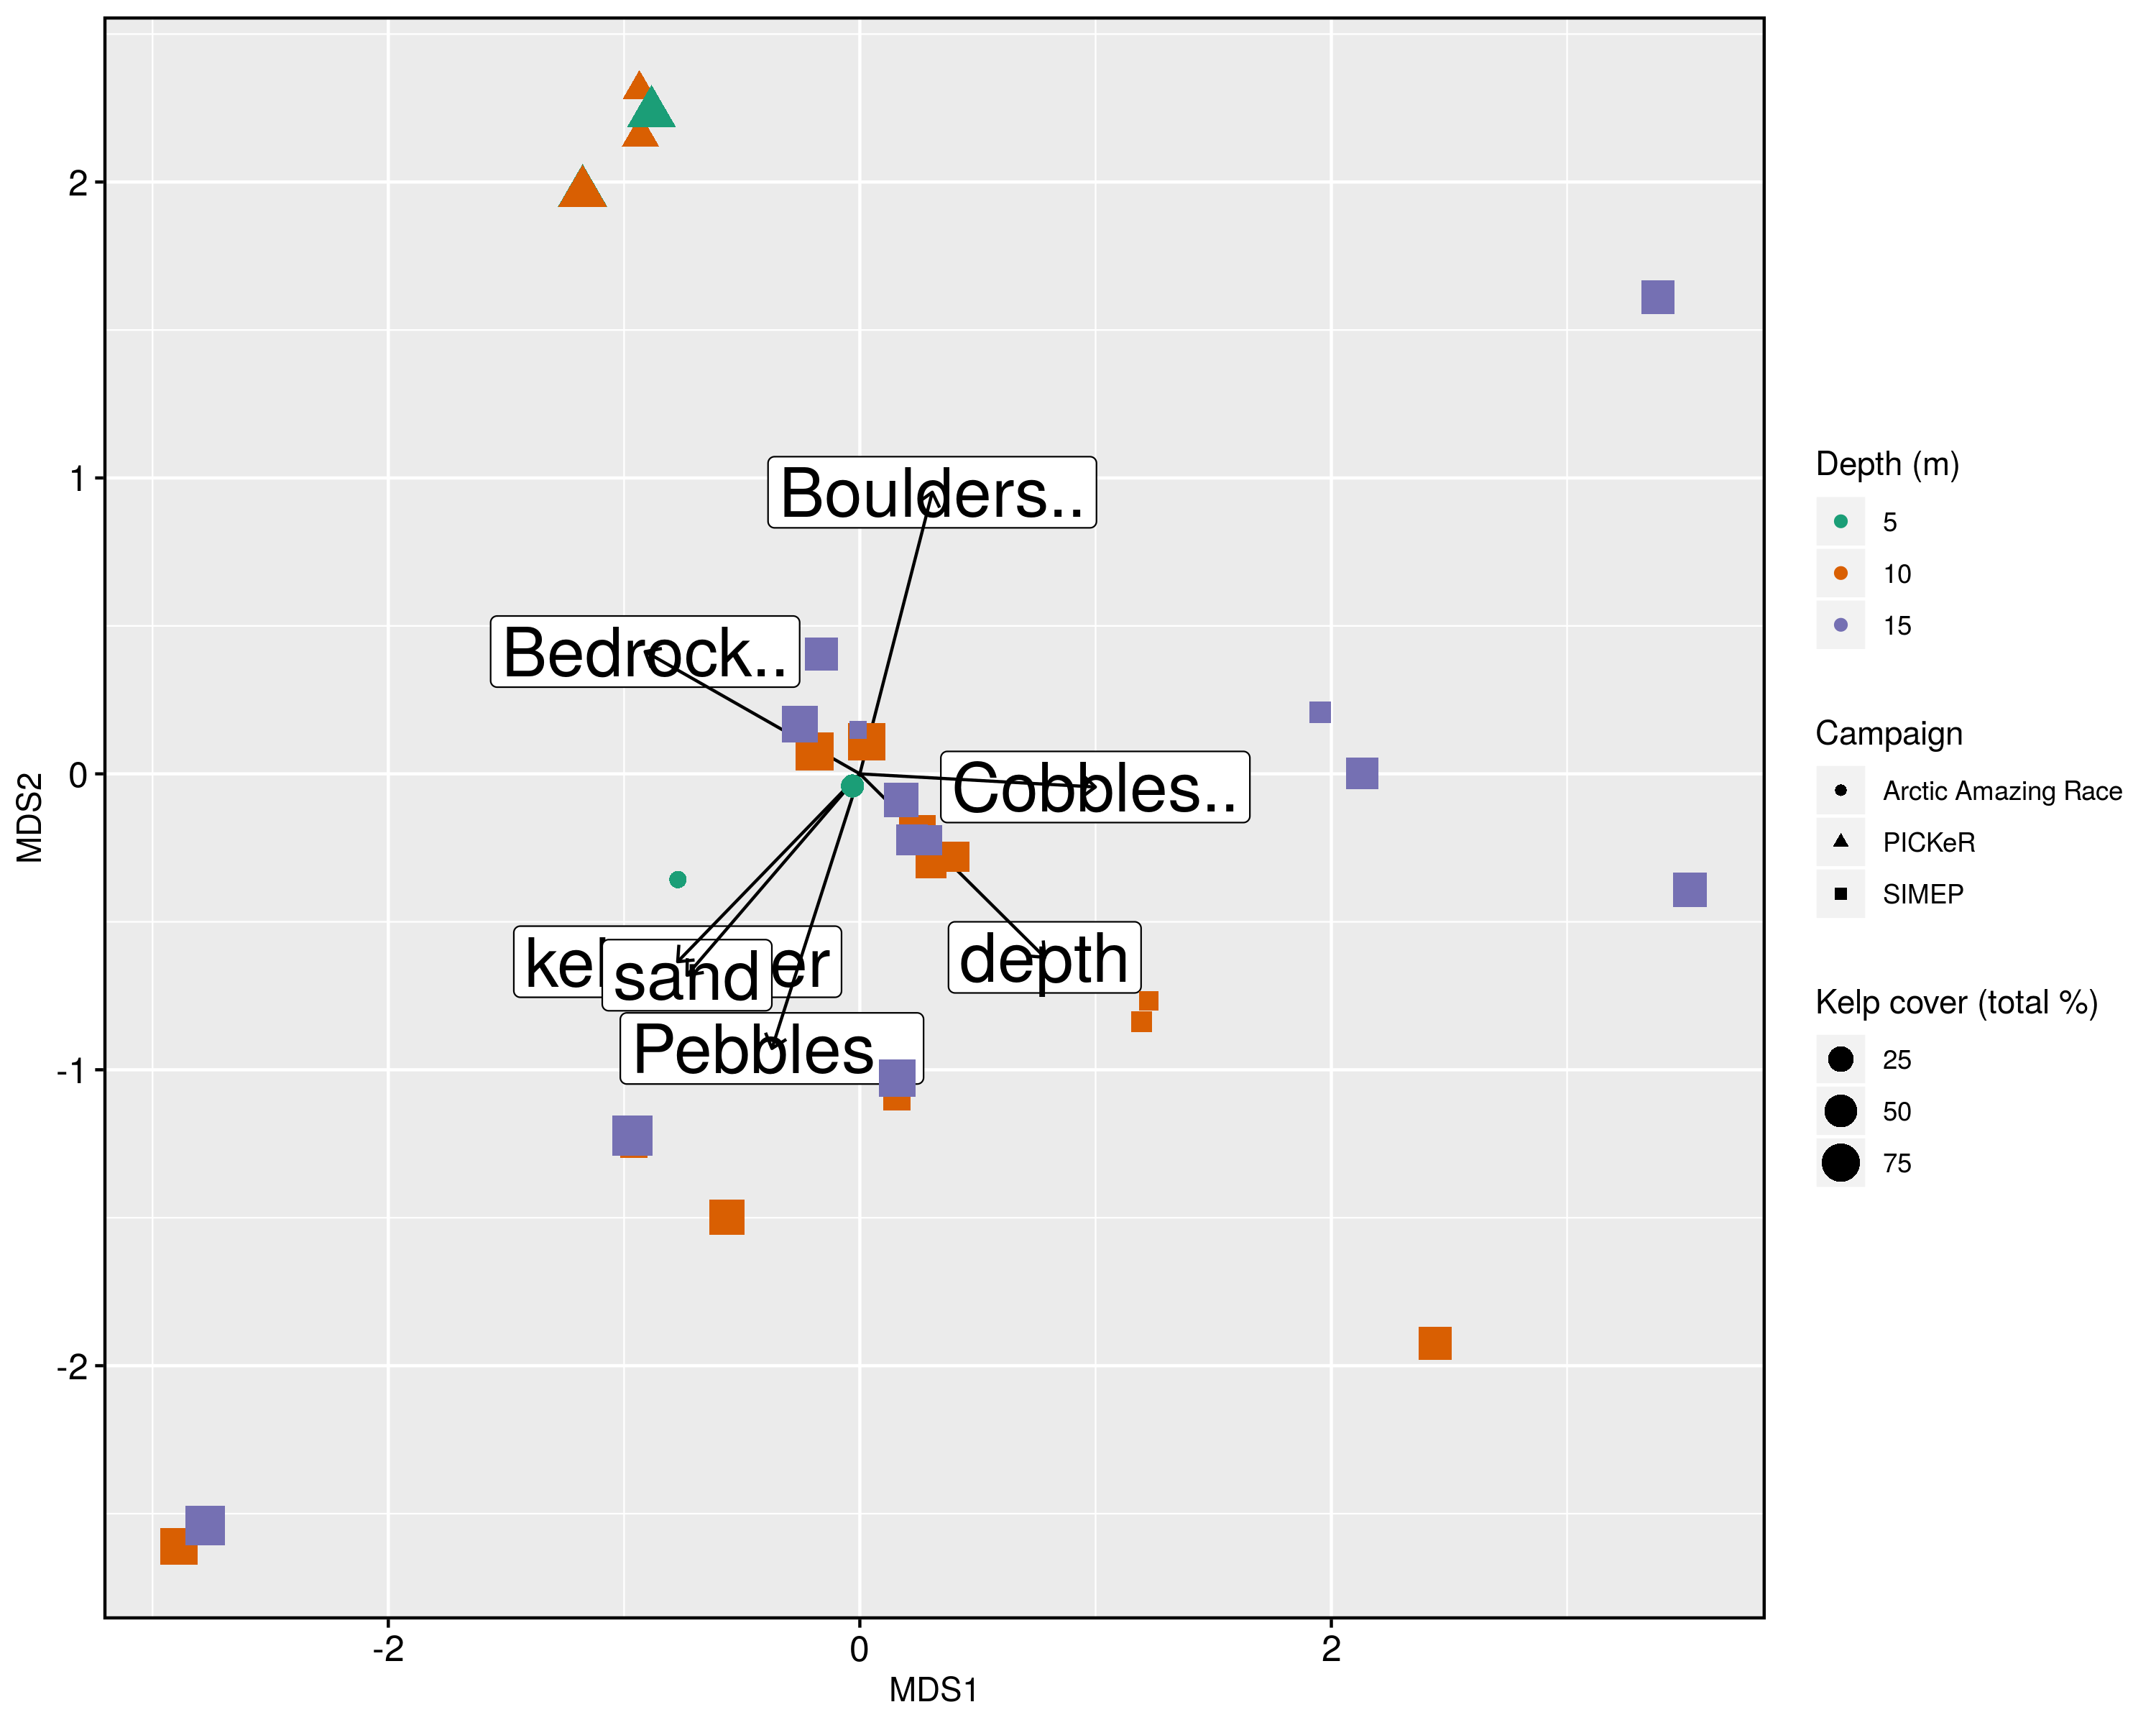 2
1
0
-1
-2
MDS2
Boulders..
Bedrock..
Cobbles..
depth
sand
Pebbles
-2
0
2
MDS1
Depth (m)
5
10
15
Campaign
Arctic Amazing Race
PICKeR
SIMEP
Kelp cover (total %)
25
50
75